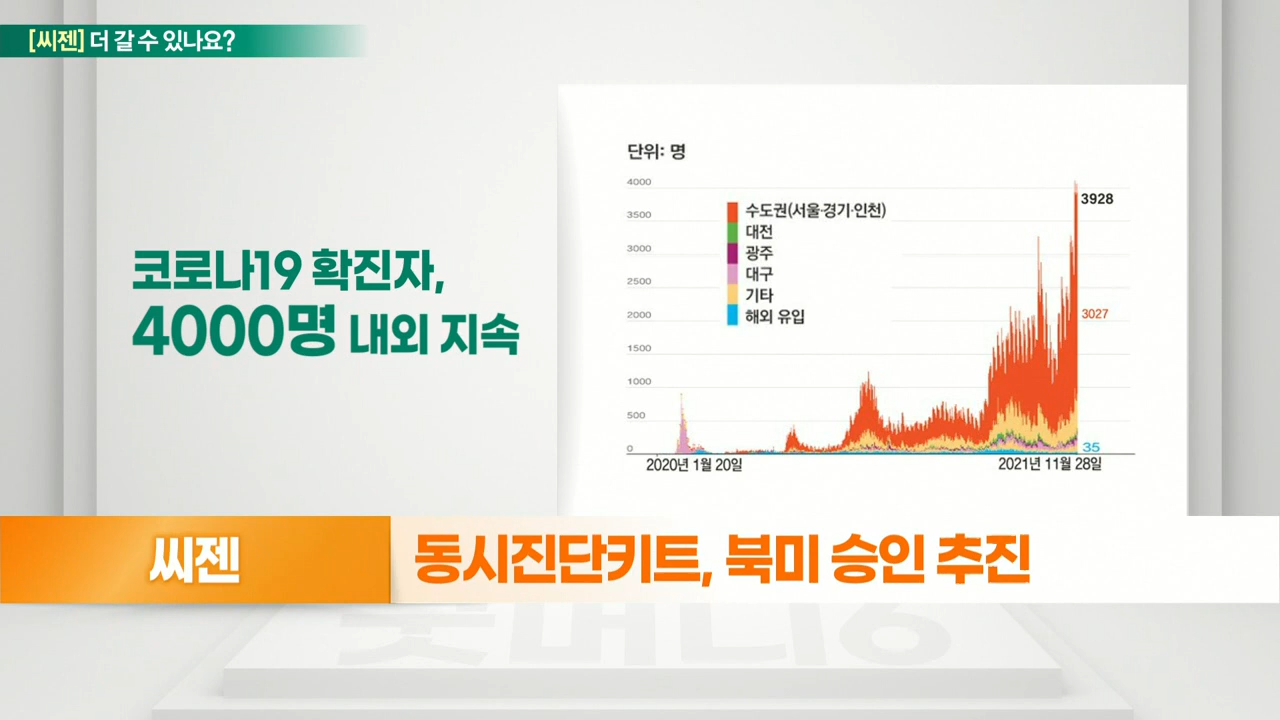 [씨젠] 더 갈 수 있나요?
코로나19 확진자,
4000명 내외 지속
단위: 명
4000
3500
3000
2500
2000
1500
1000
500
0
수도권(서울·경기·인천)
대전
광주
대구
기타
해외 유입
3928
3027
35
2020년 1월 20일
2021년 11월 28일
씨젠
동시진단키트, 북미 승인 추진
굿머니6